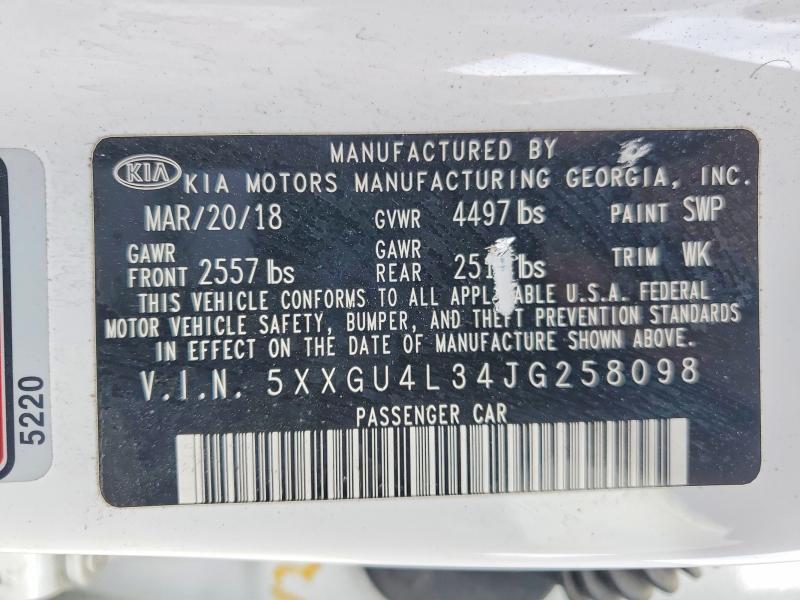 MANUFACTURED BY
KIA KIA MOTORS MANUFACTURING GEORGIA, INC.
MAR/20/18 GVWR 4497 lbs PAINT SWP
GAWR FRONT 2557 lbs GAWR REAR lbs TRIM WK
THIS VEHICLE CONFORMS TO ALL APPLICABLE U.S.A. FEDERAL
MOTOR VEHICLE SAFETY, BUMPER, AND THEFT PREVENTION STANDARDS
IN EFFECT ON THE DATE OF MANUFACTURE SHOWN ABOVE.
V.I.N. 5XXGU4L34JG258098
PASSENGER CAR
5220